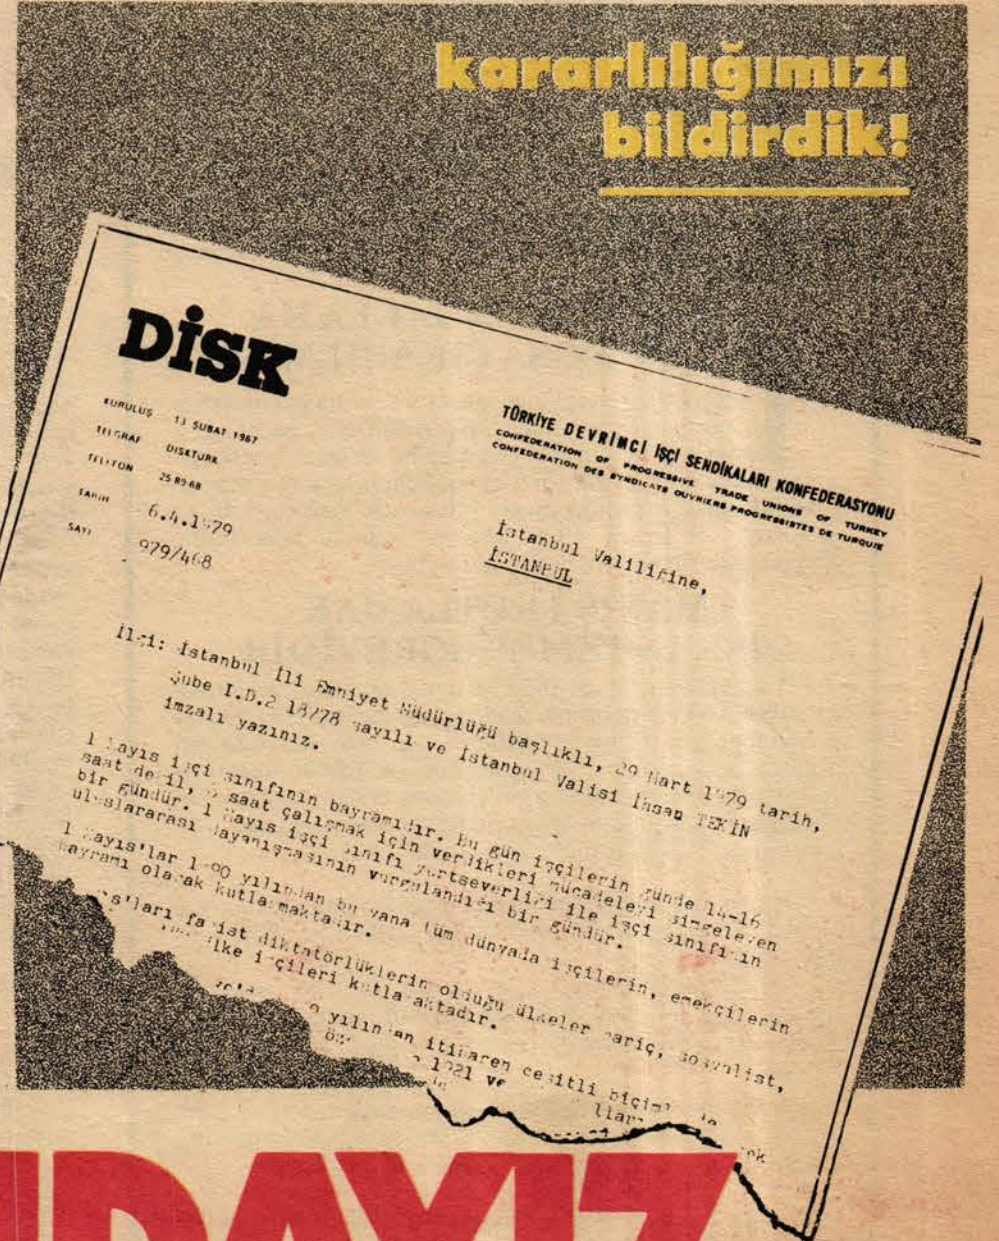 kararlılığımızı
bildirdik!
DİSK
KURULUŞ 13 ŞUBAT 1967
TELGRAF DISKTURK
TELEFON 25 80 68
TARİH 6.4.1979
SAYI 979/468
TÜRKİYE DEVRİMCİ İŞÇİ SENDİKALARI KONFEDERASYONU
CONFEDERATION OF PROGRESSIVE TRADE UNIONS OF TURKEY
CONFEDERATION DES SYNDICATS OUVRIERS PROGRESSISTES DE TURQUIE
İstanbul Valiliğine,
İSTANBUL
İlgi: İstanbul İli Emniyet Müdürlüğü başlıklı, 29 Mart 1979 tarih,
Şube I.D.2 18/78 sayılı ve İstanbul Valisi İhsan TEKİN
imzalı yazınız.
1 Mayıs işçi sınıfının bayramıdır. Bu gün işçilerin günde 14-16
saat değil, saat çalışmak için verdikleri mücadeleyi simgeleyen
bir gündür. 1 Mayıs işçi sınıfı yurtseverliği ile işçi sınıfının
uluslararası dayanışmasının vurgulandığı bir gündür.
1 Mayıs'lar 1890 yılından bu yana tüm dünyada işçilerin, emekçilerin
bayramı olarak kutlanmaktadır.
faşist diktatörlüklerin olduğu ülkeler hariç, sosyalist,
işçileri kutlamaktadır.
yılından itibaren çeşitli
1921 ve
NDAYIZ